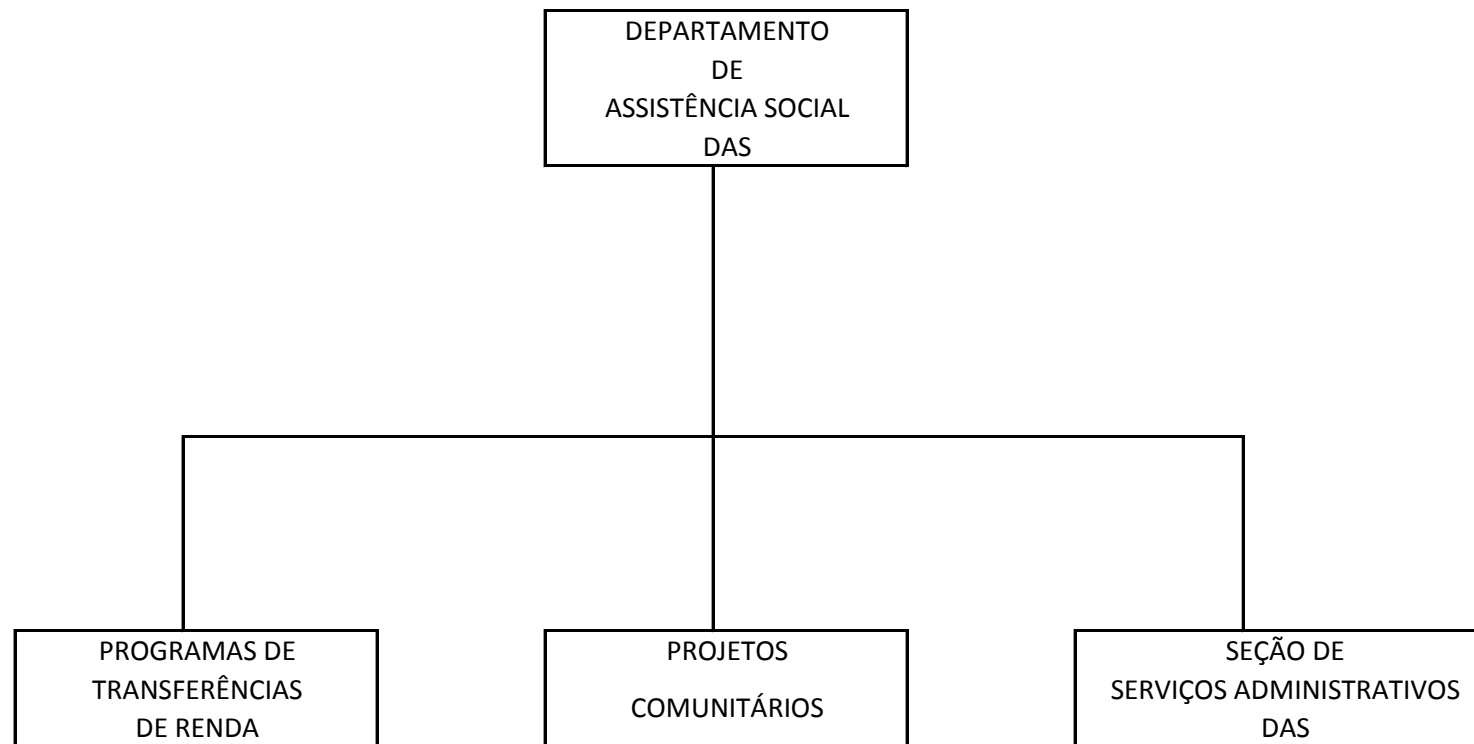 DEPARTAMENTO
DE
ASSISTÊNCIA SOCIAL
DAS
PROGRAMAS DE
TRANSFERÊNCIAS
DE RENDA
PROJETOS
COMUNITÁRIOS
SEÇÃO DE
SERVIÇOS ADMINISTRATIVOS
DAS